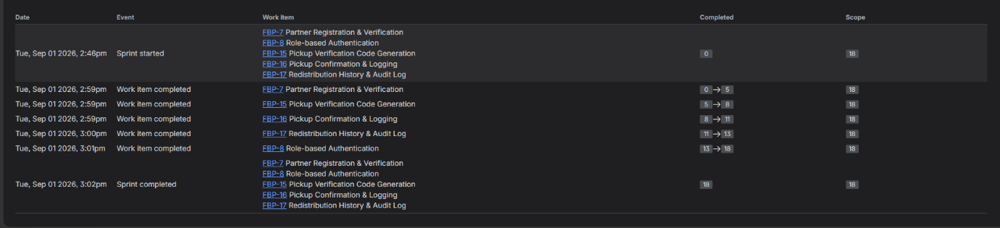 Date Event Work item Completed Scope
FBP-7 Partner Registration & Verification
FBP-8 Role-based Authentication
Tue, Sep 01 2026, 2:46pm Sprint started FBP-15 Pickup Verification Code Generation 0 18
FBP-16 Pickup Confirmation & Logging
FBP-17 Redistribution History & Audit Log
Tue, Sep 01 2026, 2:59pm Work item completed FBP-7 Partner Registration & Verification 0 → 5 18
Tue, Sep 01 2026, 2:59pm Work item completed FBP-15 Pickup Verification Code Generation 5 → 8 18
Tue, Sep 01 2026, 2:59pm Work item completed FBP-16 Pickup Confirmation & Logging 8 → 11 18
Tue, Sep 01 2026, 3:00pm Work item completed FBP-17 Redistribution History & Audit Log 11 → 13 18
Tue, Sep 01 2026, 3:01pm Work item completed FBP-8 Role-based Authentication 13 → 18 18
FBP-7 Partner Registration & Verification
FBP-8 Role-based Authentication
Tue, Sep 01 2026, 3:02pm Sprint completed FBP-15 Pickup Verification Code Generation 18 18
FBP-16 Pickup Confirmation & Logging
FBP-17 Redistribution History & Audit Log